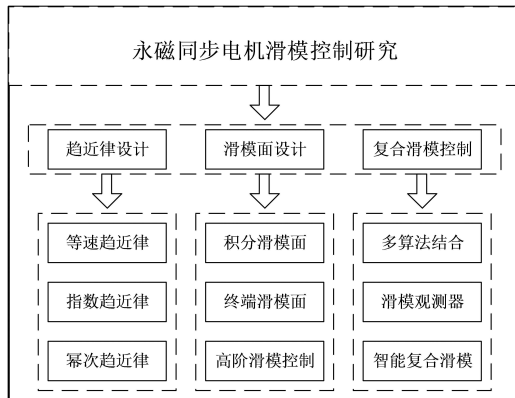 永磁同步电机滑模控制研究
趋近律设计 滑模面设计 复合滑模控制
等速趋近律 积分滑模面 多算法结合
指数趋近律 终端滑模面 滑模观测器
幂次趋近律 高阶滑模控制 智能复合滑模